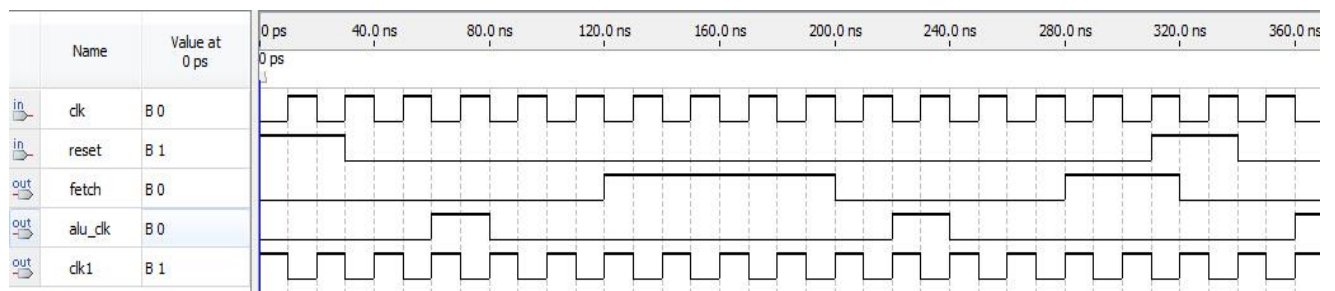 Name
Value at
0 ps
0 ps 40.0 ns 80.0 ns 120.0 ns 160.0 ns 200.0 ns 240.0 ns 280.0 ns 320.0 ns 360.0 ns
0 ps
in clk B 0
in reset B 1
out fetch B 0
out alu_clk B 0
out clk1 B 1